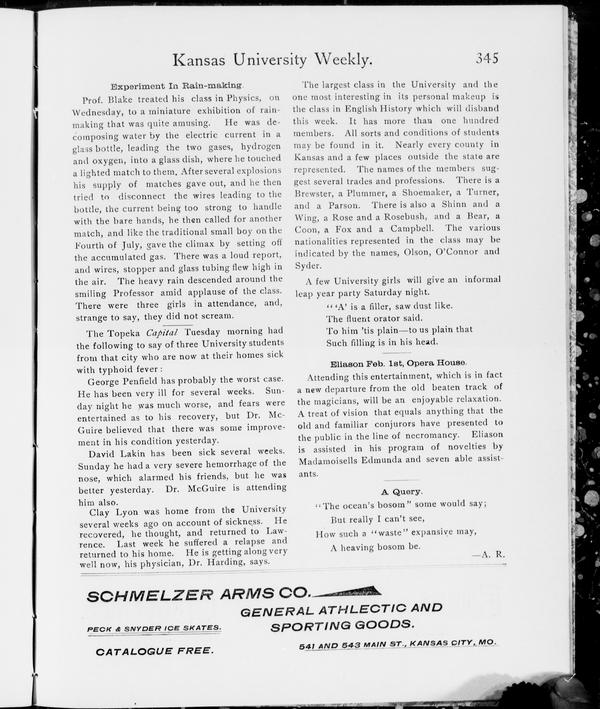 Kansas University Weekly. 345
Experiment In Rain-making.
Prof. Blake treated his class in Physics, on
Wednesday, to a miniature exhibition of rain-
making that was quite amusing. He was de-
composing water by the electric current in a
glass bottle, leading the two gases, hydrogen
and oxygen, into a glass dish, where he touched
a lighted match to them. After several explosions
his supply of matches gave out, and he then
tried to disconnect the wires leading to the
bottle, the current being too strong to handle
with the bare hands, he then called for another
match, and like the traditional small boy on the
Fourth of July, gave the climax by setting off
the accumulated gas. There was a loud report,
and wires, stopper and glass tubing flew high in
the air. The heavy rain descended around the
smiling Professor amid applause of the class.
There were three girls in attendance, and,
strange to say, they did not scream.
The Topeka Capital Tuesday morning had
the following to say of three University students
from that city who are now at their homes sick
with typhoid fever:
George Penfield has probably the worst case.
He has been very ill for several weeks. Sun-
day night he was much worse, and fears were
entertained as to his recovery, but Dr. Mc-
Guire believed that there was some improve-
ment in his condition yesterday.
David Lakin has been sick several weeks.
Sunday he had a very severe hemorrhage of the
nose, which alarmed his friends, but he was
better yesterday. Dr. McGuire is attending
him also.
Clay Lyon was home from the University
several weeks ago on account of sickness. He
recovered, he thought, and returned to Law-
rence. Last week he suffered a relapse and
returned to his home. He is getting along very
well now, his physician, Dr. Harding, says.
The largest class in the University and the
one most interesting in its personal makeup is
the class in English History which will disband
this week. It has more than one hundred
members. All sorts and conditions of students
may be found in it. Nearly every county in
Kansas and a few places outside the state are
represented. The names of the members sug-
gest several trades and professions. There is a
Brewster, a Plummer, a Shoemaker, a Turner,
and a Parson. There is also a Shinn and a
Wing, a Rose and a Rosebush, and a Bear, a
Coon, a Fox and a Campbell. The various
nationalities represented in the class may be
indicated by the names, Olson, O'Connor and
Syder.
A few University girls will give an informal
leap year party Saturday night.
" 'A' is a filler, saw dust like.
The fluent orator said.
To him 'tis plain—to us plain that
Such filling is in his head.
Eliason Feb. 1st, Opera House.
Attending this entertainment, which is in fact
a new departure from the old beaten track of
the magicians, will be an enjoyable relaxation.
A treat of vision that equals anything that the
old and familiar conjurors have presented to
the public in the line of necromancy. Eliason
is assisted in his program of novelties by
Madamoisells Edmunda and seven able assist-
ants.
A Query.
"The ocean's bosom" some would say;
But really I can't see,
How such a "waste" expansive may,
A heaving bosom be.
—A. R.
SCHMELZER ARMS CO.
GENERAL ATHLECTIC AND
SPORTING GOODS.
PECK & SNYDER ICE SKATES.
CATALOGUE FREE.
541 AND 543 MAIN ST., KANSAS CITY, MO.